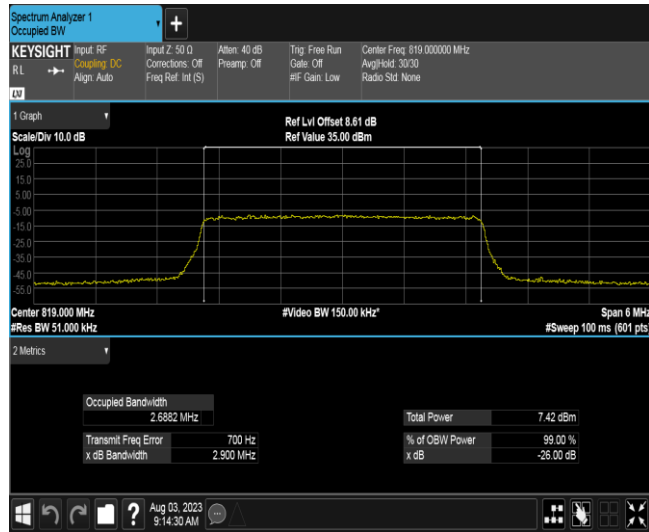 Spectrum Analyzer 1
Occupied BW
KEYSIGHT
RL
LXI
Input: RF
Coupling: DC
Align: Auto
Input Z: 50 Ω
Corrections: Off
Freq Ref: Int (S)
Atten: 40 dB
Preamp: Off
Trig: Free Run
Gate: Off
#IF Gain: Low
Center Freq: 819.000000 MHz
Avg|Hold: 30/30
Radio Std: None
1 Graph
Scale/Div 10.0 dB
Ref Lvl Offset 8.61 dB
Ref Value 35.00 dBm
Log
25.0
15.0
5.00
-5.00
-15.0
-25.0
-35.0
-45.0
-55.0
Center 819.000 MHz
#Res BW 51.000 kHz
#Video BW 150.00 kHz*
Span 6 MHz
#Sweep 100 ms (601 pts
2 Metrics
Occupied Bandwidth
2.6882 MHz
Transmit Freq Error 700 Hz
x dB Bandwidth 2.900 MHz
Total Power 7.42 dBm
% of OBW Power 99.00 %
x dB -26.00 dB
?
Aug 03, 2023
9:14:30 AM